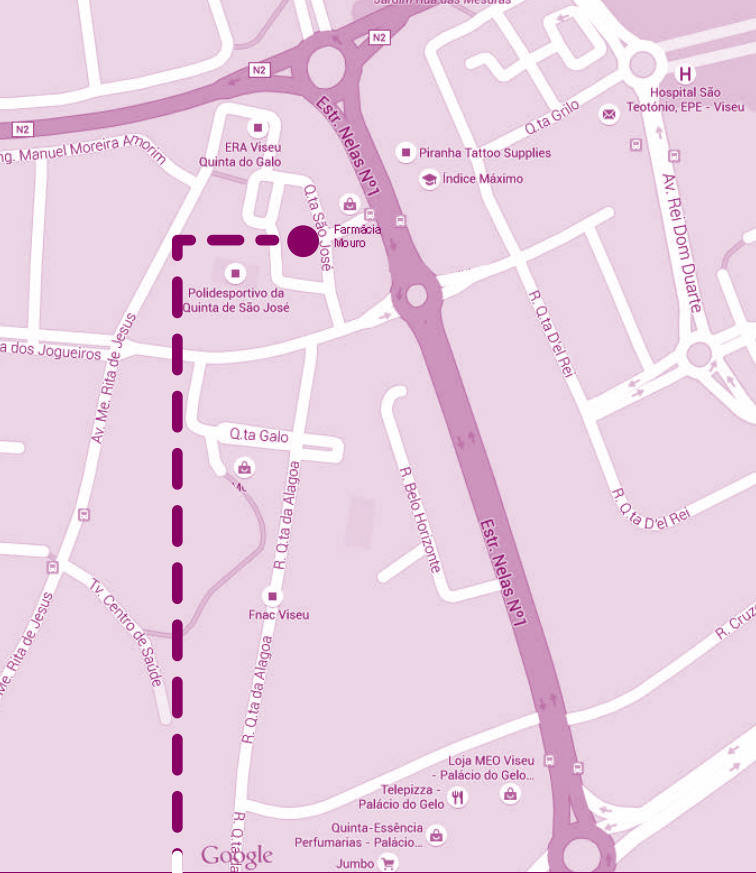 Jardim Rua das Mesuras
N2
N2
N2
Estr. Nelas Nº1
Hospital São
Teotónio, EPE - Viseu
Q.ta Grilo
ERA Viseu
Quinta do Galo
ng. Manuel Moreira Amorim
Piranha Tattoo Supplies
Índice Máximo
Q.ta São José
Av. Rei Dom Duarte
Farmácia
Mouro
Polidesportivo da
Quinta de São José
R. Q.ta Del Rei
a dos Jogueiros
Av. Me. Rita de Jesus
Q.ta Galo
R. Q.ta da Alagoa
R. Belo Horizonte
R. Q.ta D'el Rei
Estr. Nelas Nº1
Tv. Centro de Saúde
Fnac Viseu
Me. Rita de Jesus
R. Cruz
R. Q.ta da Alagoa
Loja MEO Viseu
- Palácio do Gelo...
Telepizza -
Palácio do Gelo
Quinta-Essência
Perfumarias - Palácio...
Jumbo
R. Q.ta da
Google